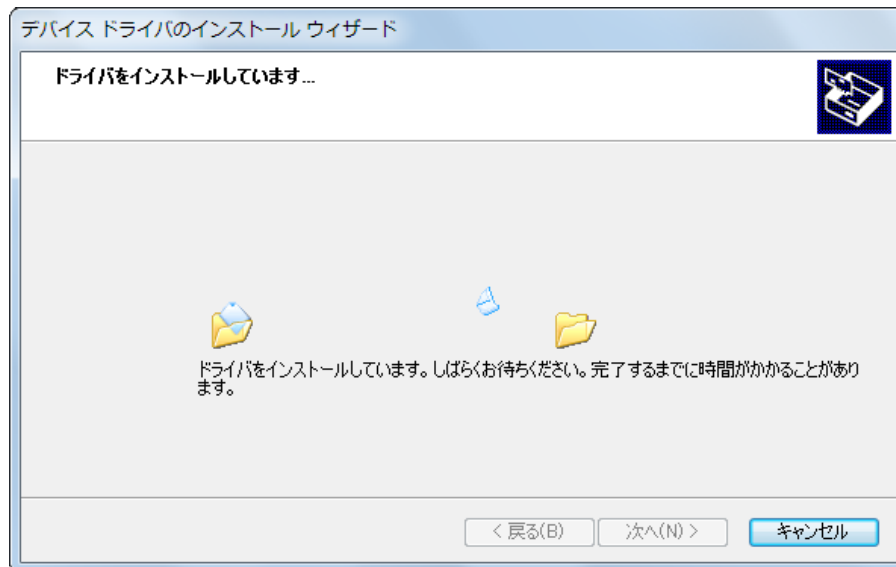 デバイス ドライバのインストール ウィザード
ドライバをインストールしています...
ドライバをインストールしています。しばらくお待ちください。完了するまでに時間がかかることがあり
ます。
< 戻る(B)
次へ(N) >
キャンセル